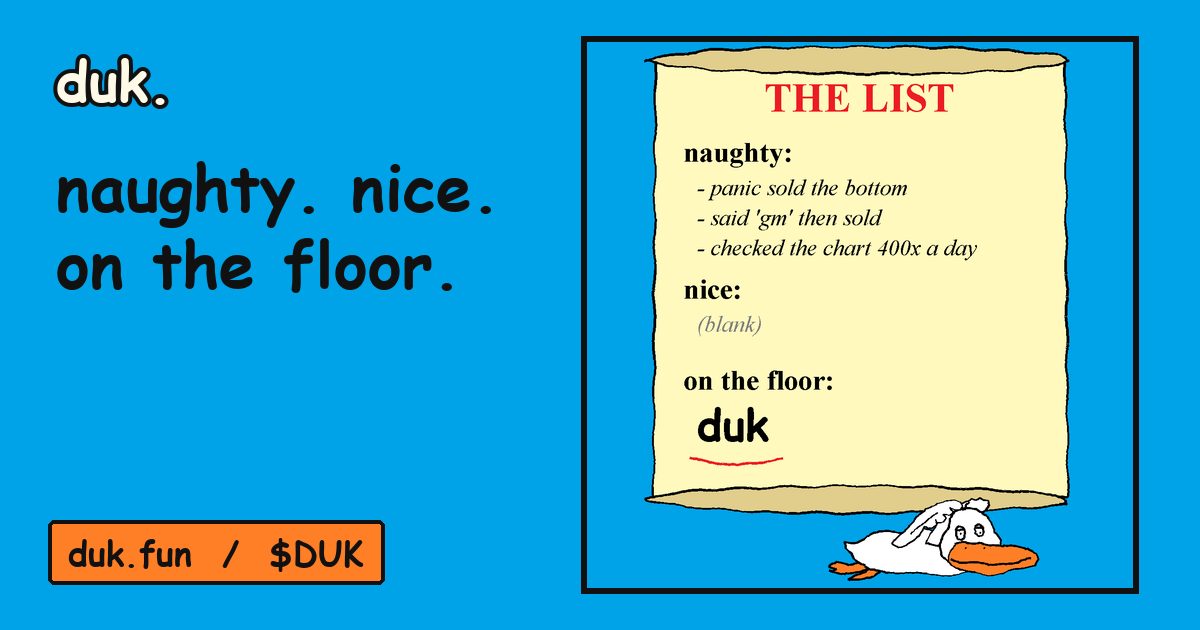 duk.
naughty. nice.
on the floor.
duk.fun / $DUK
THE LIST
naughty:
- panic sold the bottom
- said 'gm' then sold
- checked the chart 400x a day
nice:
(blank)
on the floor:
duk